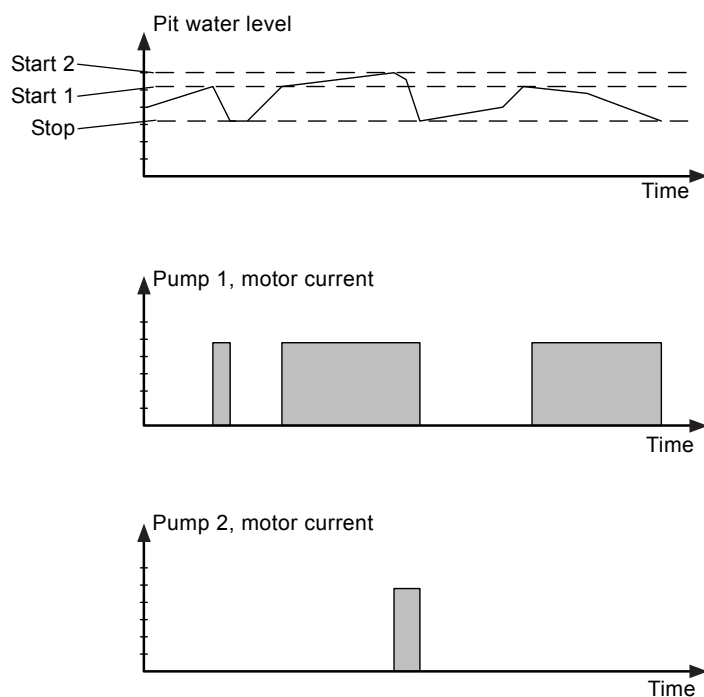 Pit water level
Start 2
Start 1
Stop
Time
Pump 1, motor current
Time
Pump 2, motor current
Time